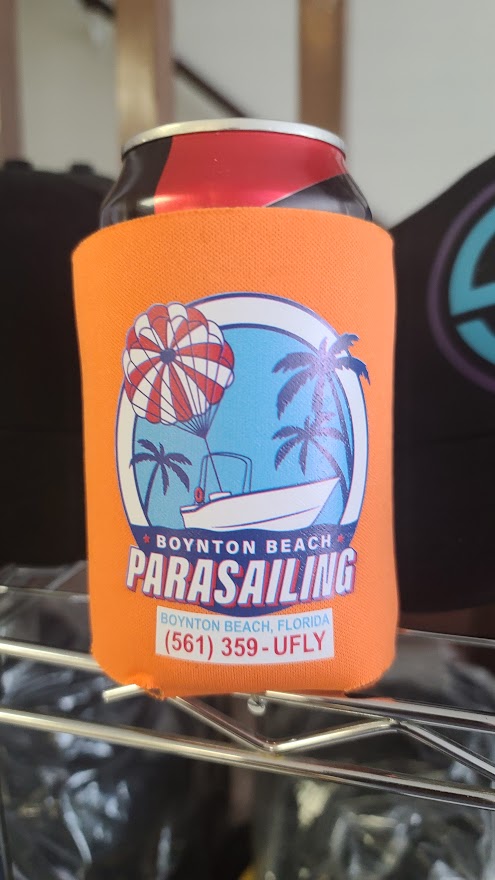 BOYNTON BEACH
PARASAILING
BOYNTON BEACH, FLORIDA
(561) 359-UFLY